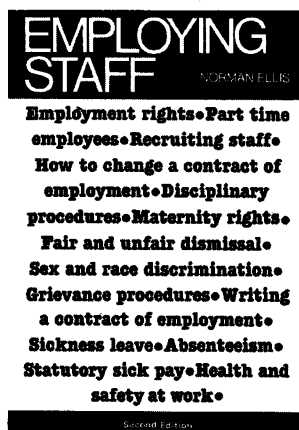 EMPLOYING
STAFF
NORMAN ELLIS
Employment rights•Part time
employees•Recruiting staff•
How to change a contract of
employment•Disciplinary
procedures•Maternity rights•
Fair and unfair dismissal•
Sex and race discrimination•
Grievance procedures•Writing
a contract of employment•
Sickness leave•Absenteeism•
Statutory sick pay•Health and
safety at work•
Second Edition